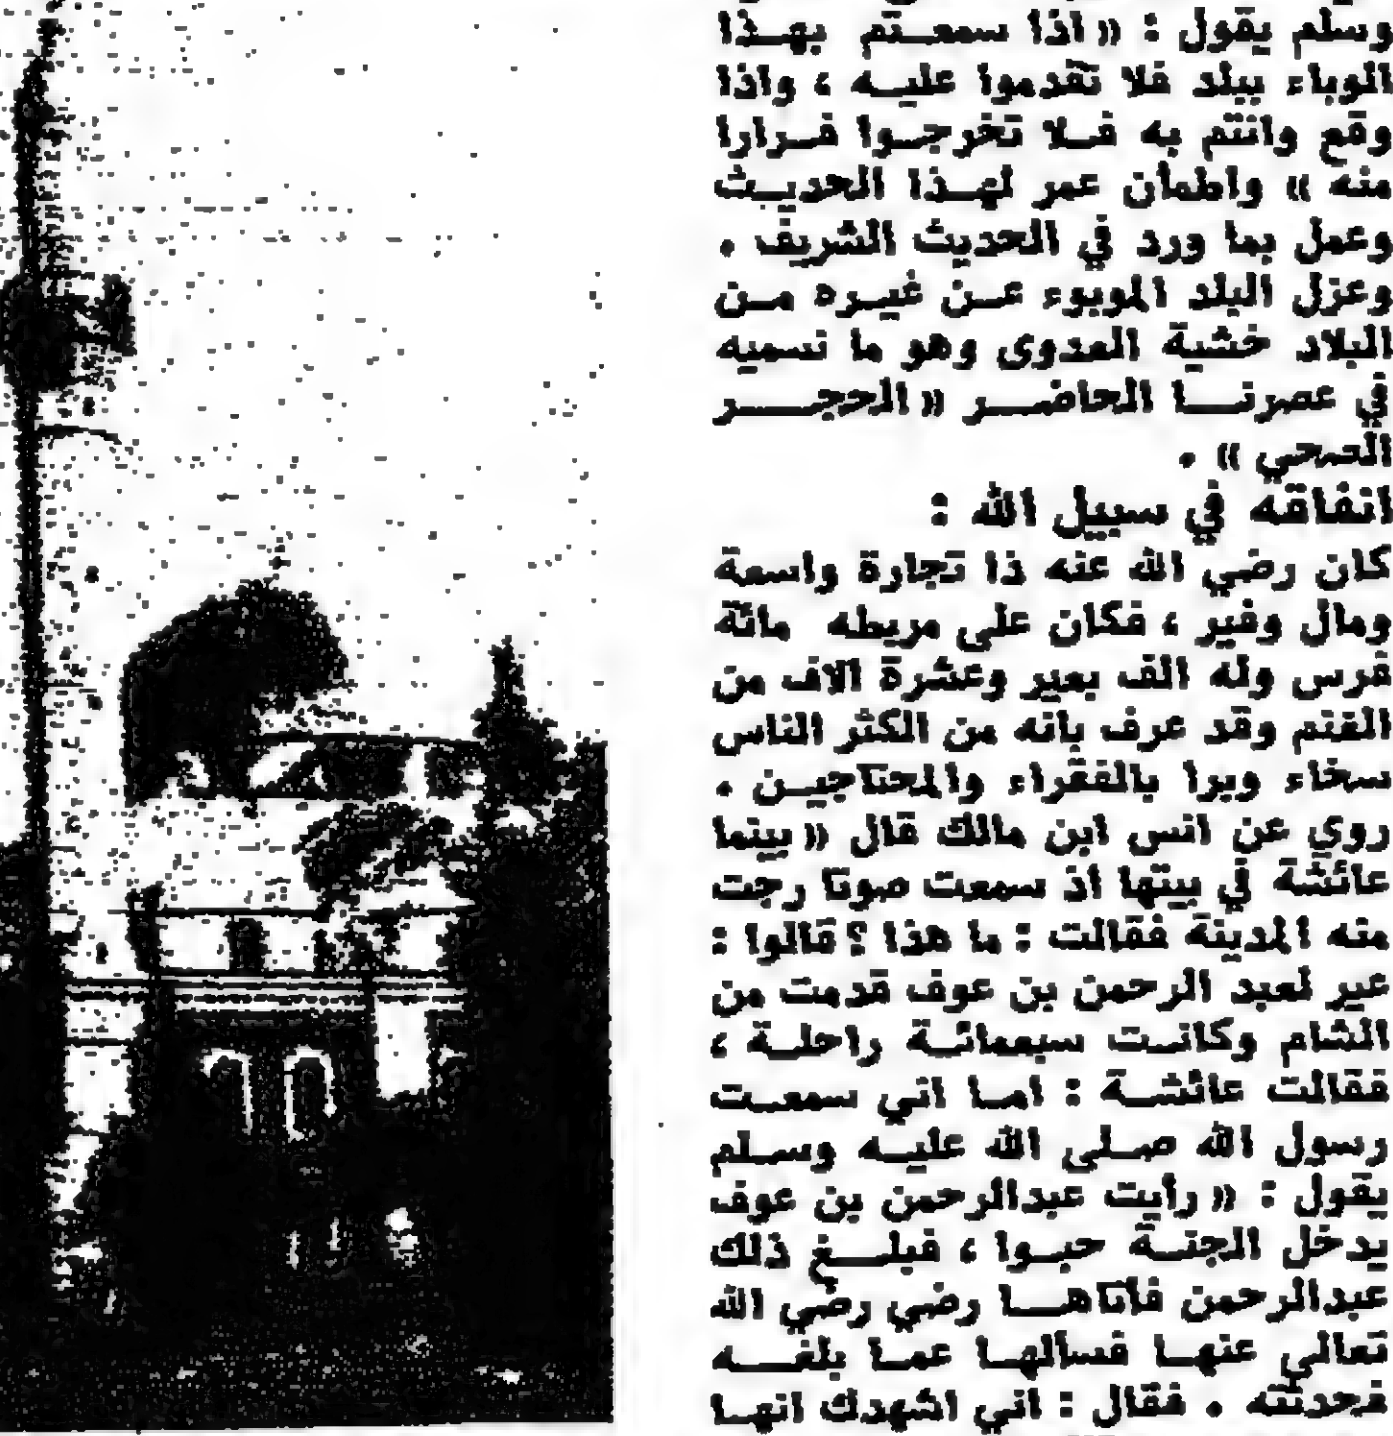 وسلم يقول : « اذا سمعتم بهذا
الوباء ببلد فلا تقدموا عليه ، واذا
وقع وانتم به فلا تخرجوا فرارا
منه » واطمأن عمر لهذا الحديث
وعمل بما ورد في الحديث الشريف .
وعزل البلد الموبوء عن غيره من
البلاد خشية العدوى وهو ما نسميه
في عصرنا الحاضر « الحجر
الصحي » .
انفاقه في سبيل الله :
كان رضي الله عنه ذا تجارة واسعة
ومال وفير ، فكان على مربطه مائة
فرس وله الف بعير وعشرة الاف من
الغنم وقد عرف بانه من اكثر الناس
سخاء وبرا بالفقراء والمحتاجين .
روي عن انس ابن مالك قال « بينما
عائشة في بيتها اذ سمعت صوتا رجت
منه المدينة فقالت : ما هذا ؟ قالوا :
عير لعبد الرحمن بن عوف قدمت من
الشام وكانت سبعمائة راحلة ،
فقالت عائشة : اما اني سمعت
رسول الله صلى الله عليه وسلم
يقول : « رايت عبدالرحمن بن عوف
يدخل الجنة حبوا ، فبلغ ذلك
عبدالرحمن فأتاها رضي رضي الله
تعالى عنها فسألها عما بلغه
فحدثته . فقال : اني اشهدك انها